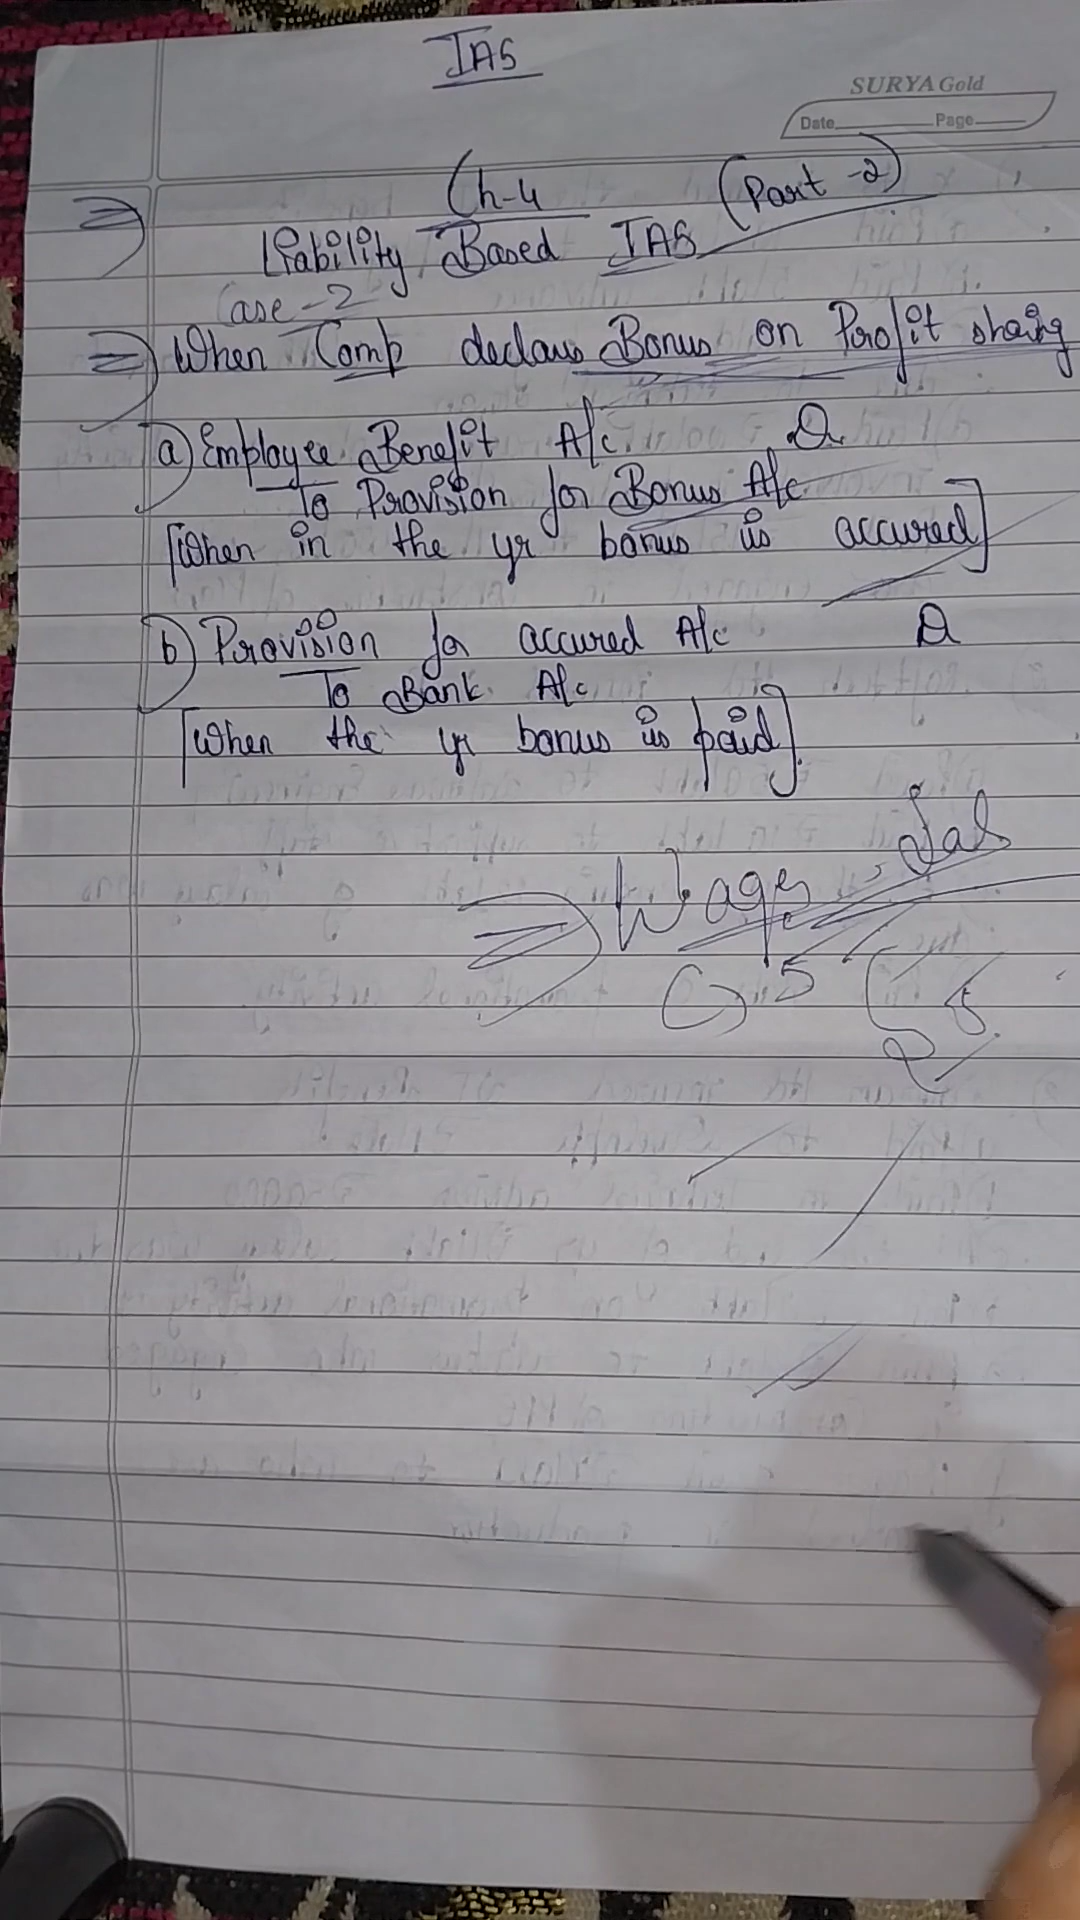 IAS
SURYA Gold
Date Page
Ch-4 (Part -2)
Liability Based IAS
Case -2
When Comp declaus Bonus on Profit sharing
a) Employee Benefit A/c Dr
To Provision for Bonus A/c
[When in the yr bonus is accured]
b) Provision for accured A/c Dr
To Bank A/c
[When the yr bonus is paid].
Wages, Sal
5